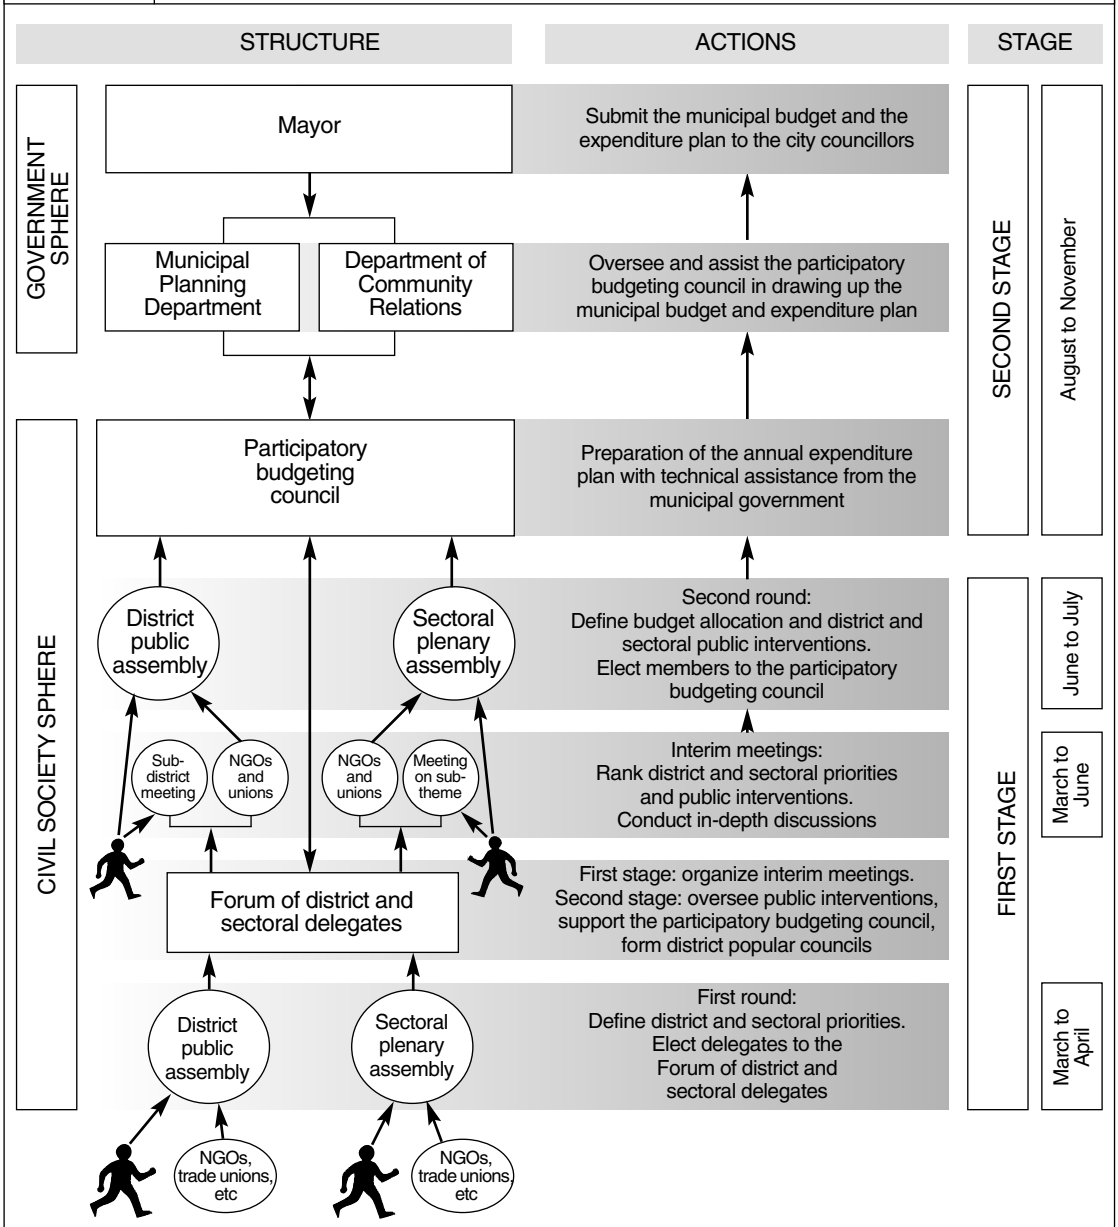 STRUCTURE
ACTIONS
STAGE
GOVERNMENT
SPHERE
Mayor
Submit the municipal budget and the
expenditure plan to the city councillors
SECOND STAGE
August to November
Municipal
Planning
Department
Department of
Community
Relations
Oversee and assist the participatory
budgeting council in drawing up the
municipal budget and expenditure plan
CIVIL SOCIETY SPHERE
Participatory
budgeting
council
Preparation of the annual expenditure
plan with technical assistance from the
municipal government
District
public
assembly
Sectoral
plenary
assembly
Second round:
Define budget allocation and district and
sectoral public interventions.
Elect members to the participatory
budgeting council
FIRST STAGE
June to July
Sub-
district
meeting
NGOs
and
unions
NGOs
and
unions
Meeting
on sub-
theme
Interim meetings:
Rank district and sectoral priorities
and public interventions.
Conduct in-depth discussions
March to
June
Forum of district and
sectoral delegates
First stage: organize interim meetings.
Second stage: oversee public interventions,
support the participatory budgeting council,
form district popular councils
District
public
assembly
Sectoral
plenary
assembly
First round:
Define district and sectoral priorities.
Elect delegates to the
Forum of district and
sectoral delegates
March to
April
NGOs,
trade unions,
etc
NGOs,
trade unions,
etc